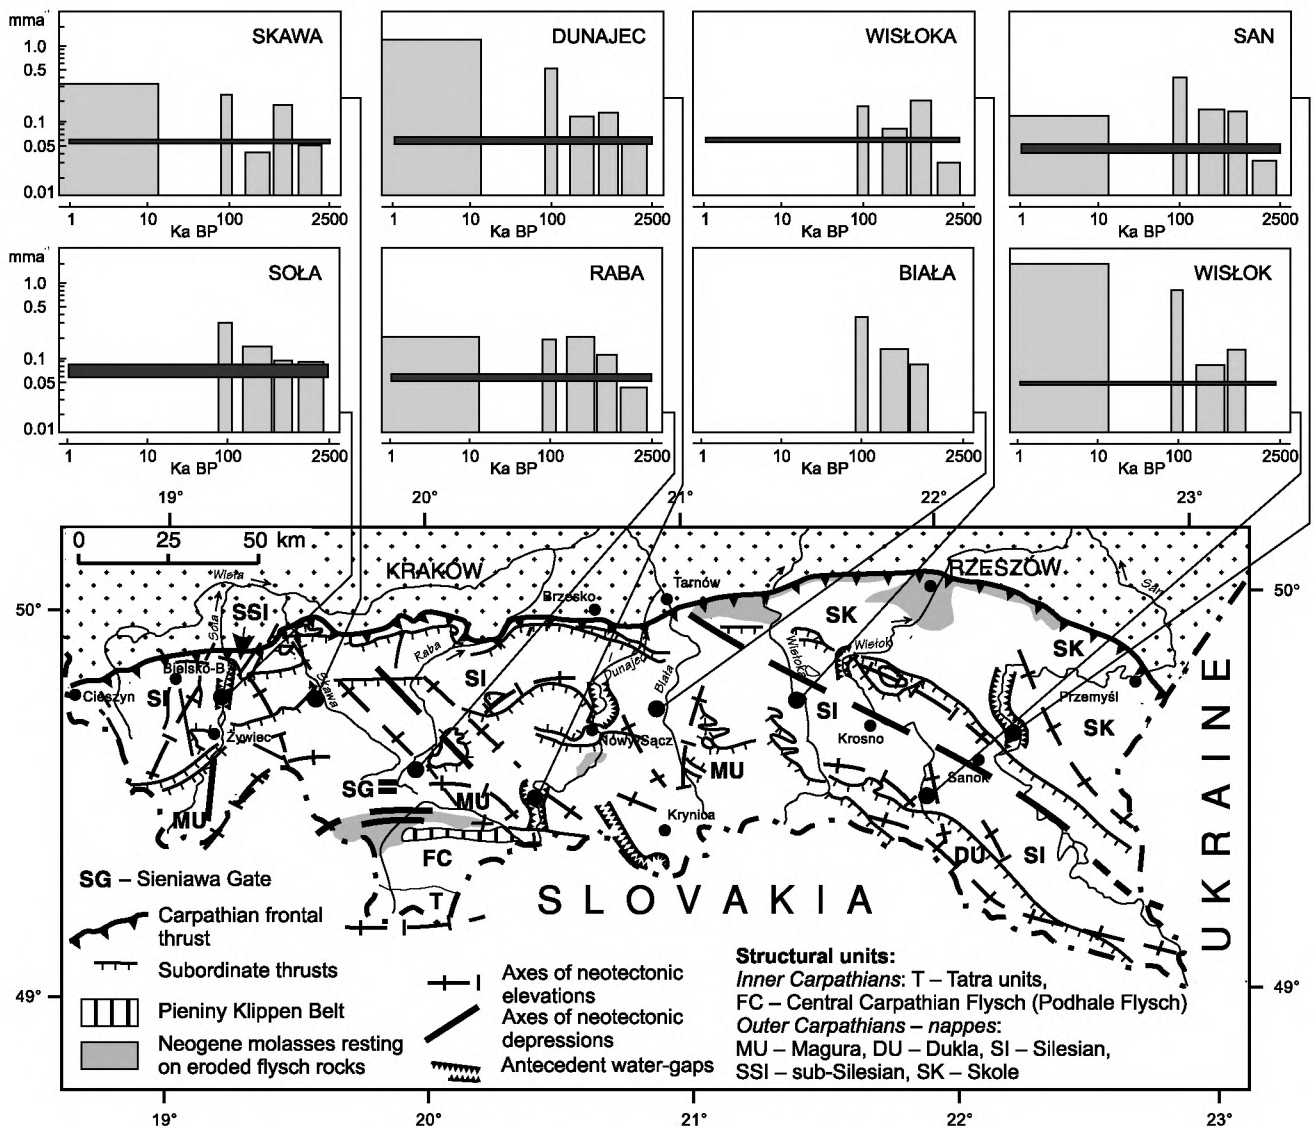 mma⁻¹
1.0
0.5
0.1
0.05
0.01
SKAWA
1 10 100 2500
Ka BP
DUNAJEC
1 10 100 2500
Ka BP
WISŁOKA
1 10 100 2500
Ka BP
SAN
1 10 100 2500
Ka BP
mma⁻¹
1.0
0.5
0.1
0.05
0.01
SOŁA
1 10 100 2500
Ka BP
RABA
1 10 100 2500
Ka BP
BIAŁA
1 10 100 2500
Ka BP
WISŁOK
1 10 100 2500
Ka BP
19° 20° 21° 22° 23°
0 25 50 km
Wisła
KRAKÓW
Tarnów
RZESZÓW
San
50°
50°
Brzesko
SSI
Soła
SK
SK
Raba
Wisłoka
Wisłok
Bielsko-B.
SI
Cieszyn
Skawa
SI
Dunajec
Biała
SI
Przemyśl
SK
Żywiec
Nowy Sącz
Krosno
MU
Sanok
SG
MU
MU
Krynica
FC
DU
SI
T
SLOVAKIA
UKRAINE
SG – Sieniawa Gate
Carpathian frontal
thrust
Subordinate thrusts
Pieniny Klippen Belt
Neogene molasses resting
on eroded flysch rocks
Axes of neotectonic
elevations
Axes of neotectonic
depressions
Antecedent water-gaps
Structural units:
Inner Carpathians: T – Tatra units,
FC – Central Carpathian Flysch (Podhale Flysch)
Outer Carpathians – nappes:
MU – Magura, DU – Dukla, SI – Silesian,
SSI – sub-Silesian, SK – Skole
49°
49°
19° 20° 21° 22° 23°